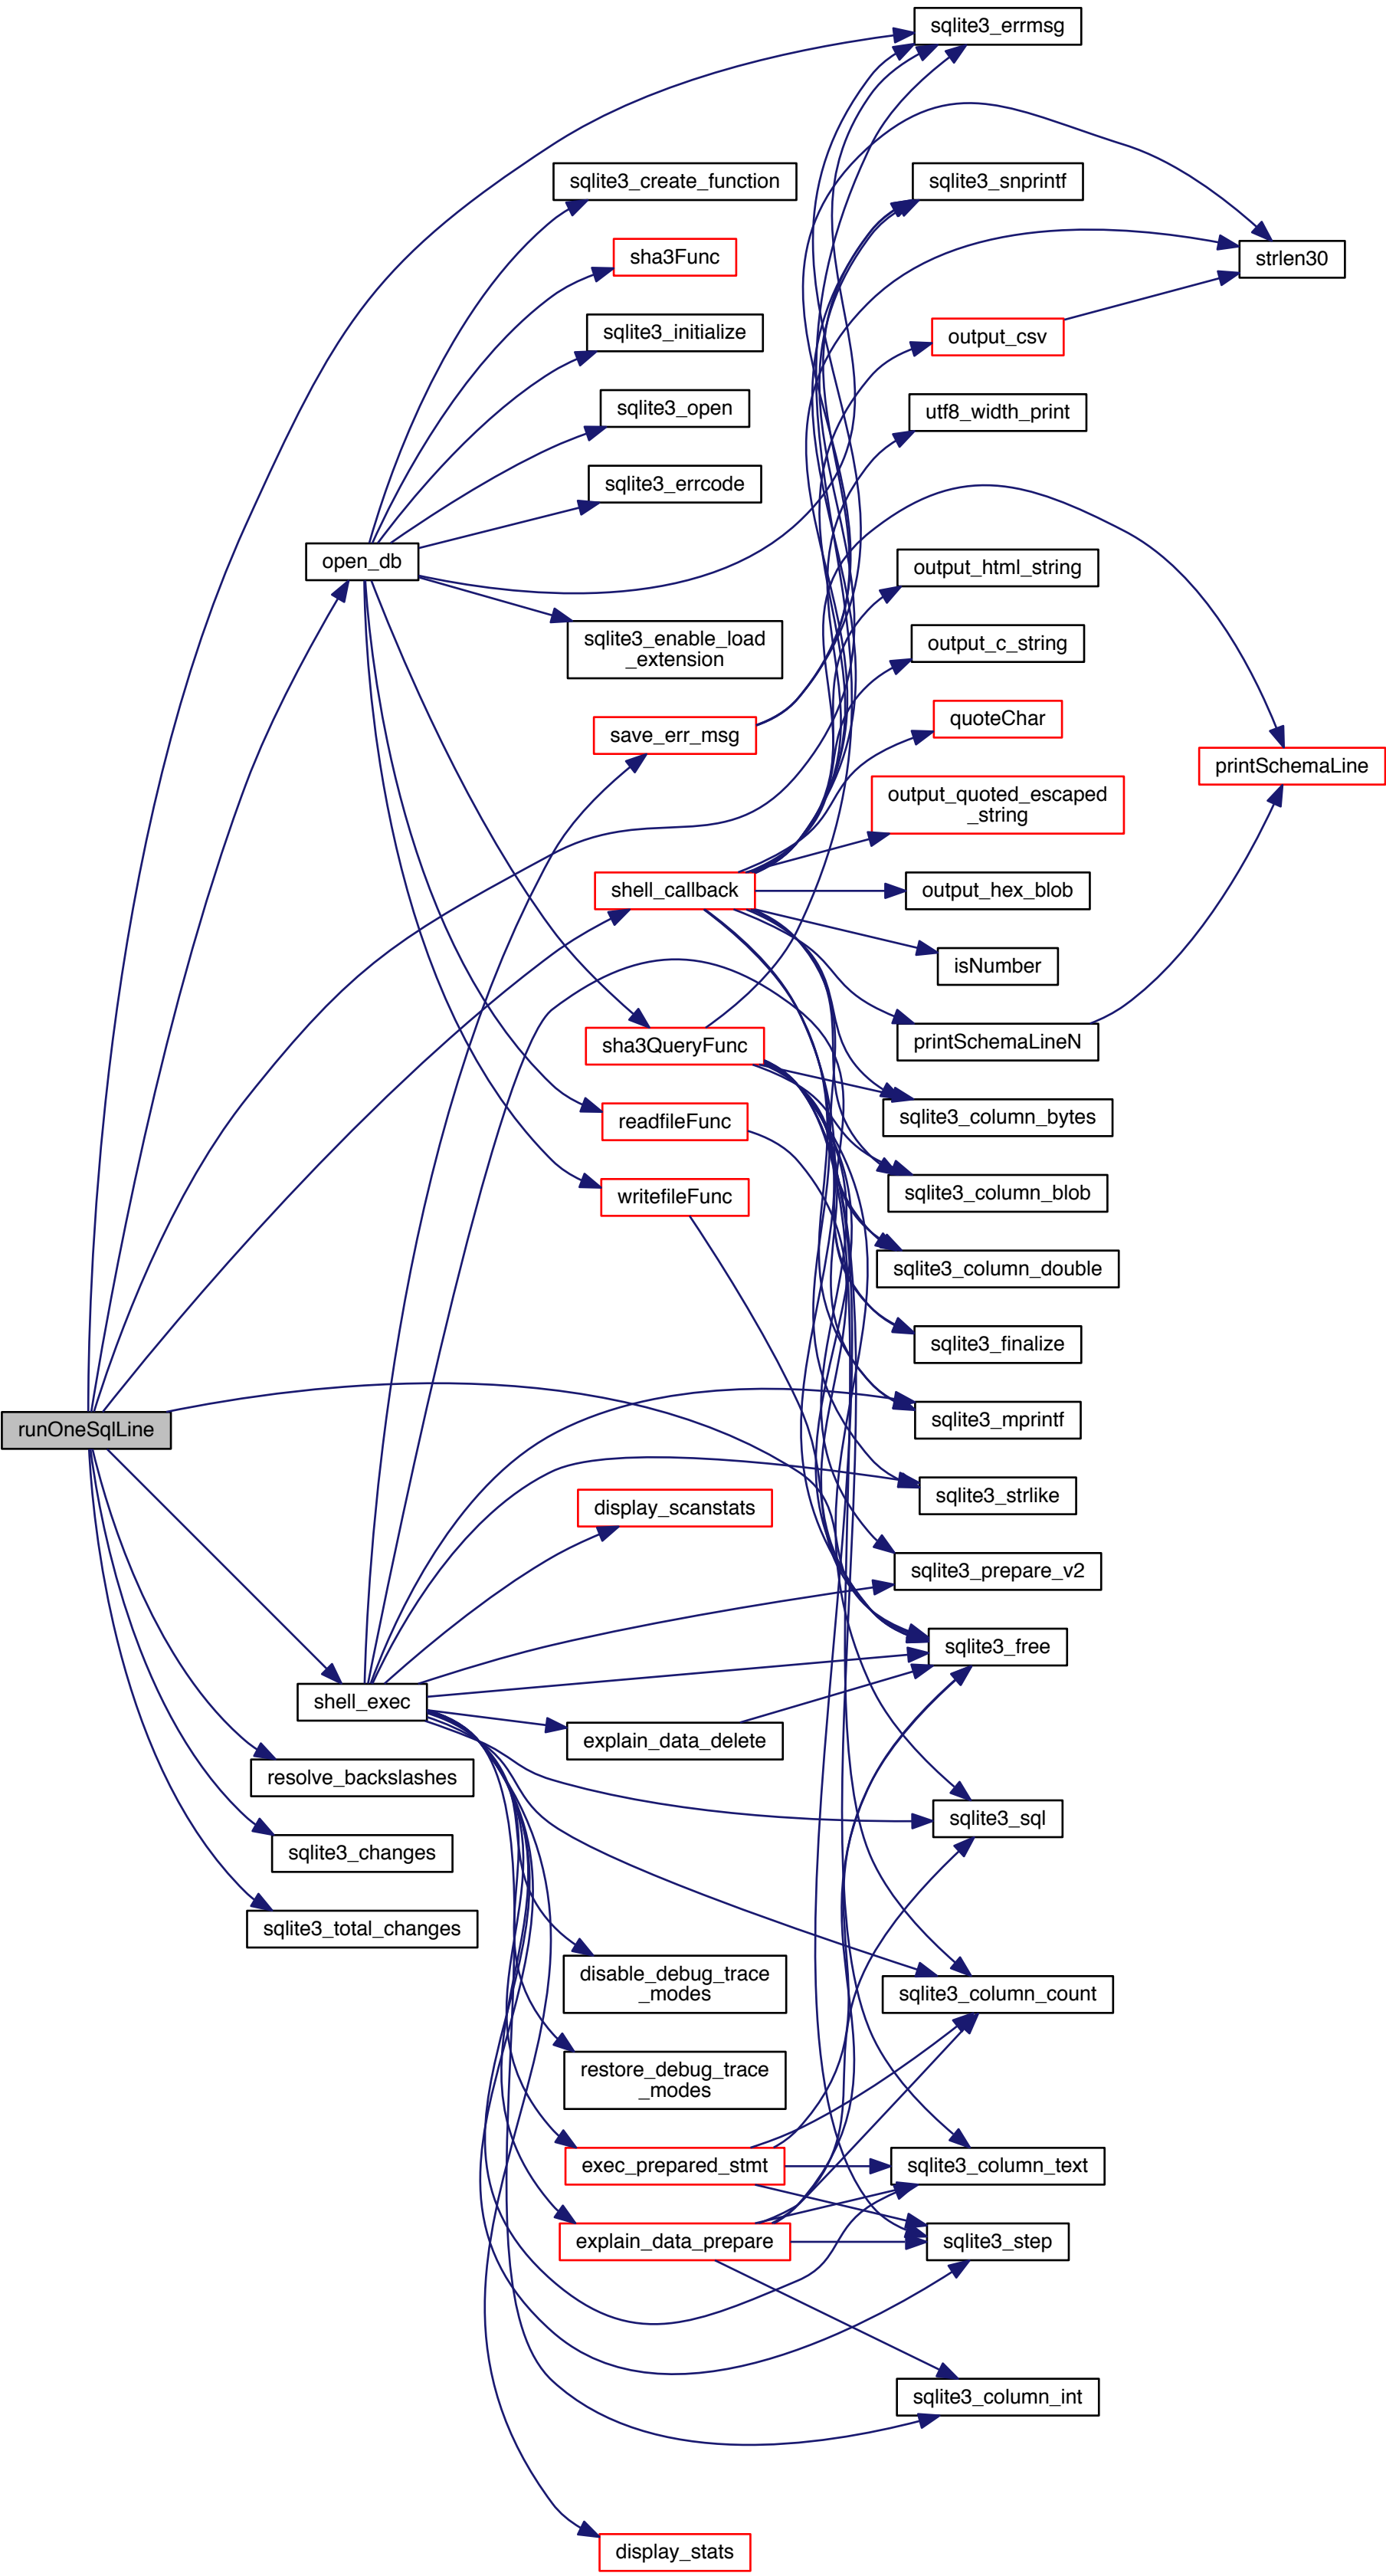 sqlite3_errmsg
sqlite3_create_function
sqlite3_snprintf
sha3Func
strlen30
sqlite3_initialize
output_csv
sqlite3_open
utf8_width_print
sqlite3_errcode
open_db
output_html_string
sqlite3_enable_load
_extension
output_c_string
save_err_msg
quoteChar
printSchemaLine
output_quoted_escaped
_string
shell_callback
output_hex_blob
isNumber
sha3QueryFunc
printSchemaLineN
readfileFunc
sqlite3_column_bytes
writefileFunc
sqlite3_column_blob
sqlite3_column_double
sqlite3_finalize
runOneSqlLine
sqlite3_mprintf
display_scanstats
sqlite3_strlike
sqlite3_prepare_v2
sqlite3_free
shell_exec
explain_data_delete
resolve_backslashes
sqlite3_sql
sqlite3_changes
sqlite3_total_changes
disable_debug_trace
_modes
sqlite3_column_count
restore_debug_trace
_modes
exec_prepared_stmt
sqlite3_column_text
explain_data_prepare
sqlite3_step
sqlite3_column_int
display_stats